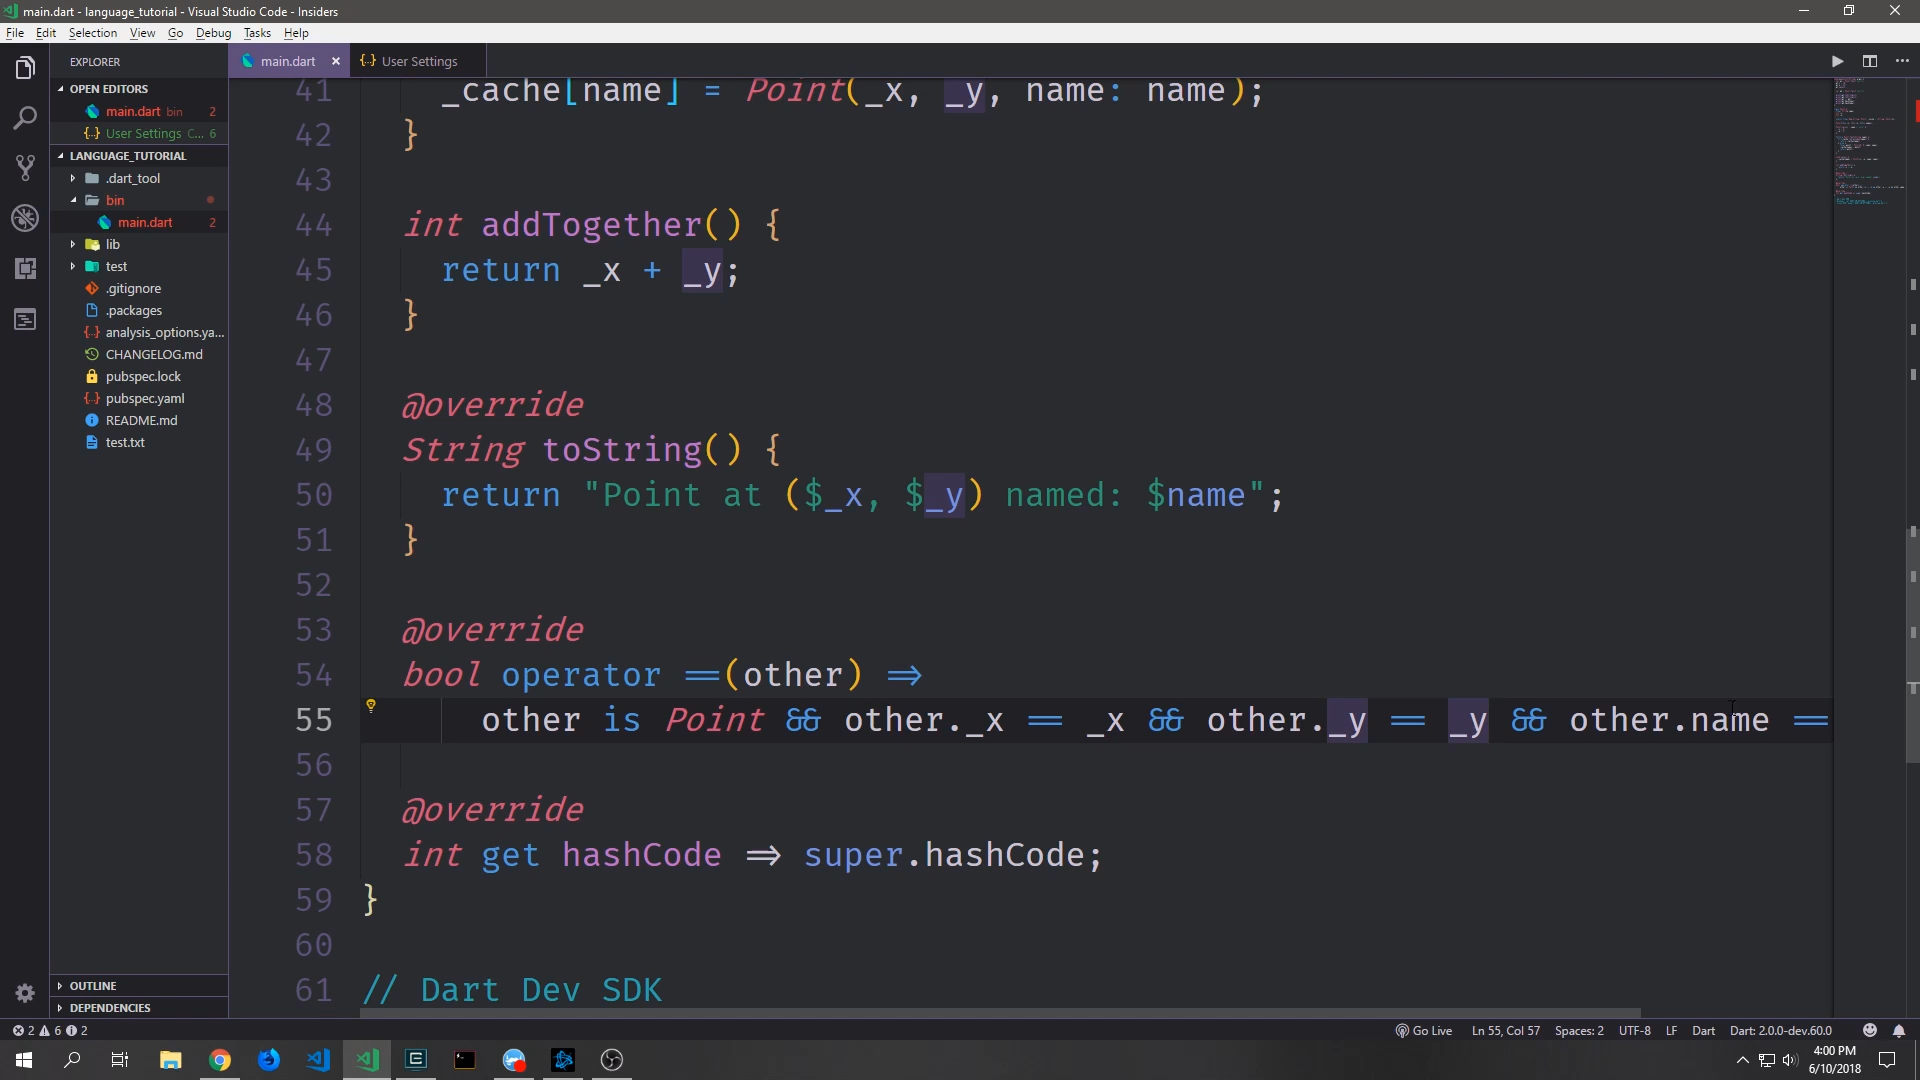 main.dart - language_tutorial - Visual Studio Code - Insiders
File Edit Selection View Go Debug Tasks Help
EXPLORER
OPEN EDITORS
main.dart bin 2
User Settings C... 6
LANGUAGE_TUTORIAL
.dart_tool
bin
main.dart 2
lib
test
.gitignore
.packages
analysis_options.ya...
CHANGELOG.md
pubspec.lock
pubspec.yaml
README.md
test.txt
OUTLINE
DEPENDENCIES
main.dart
{..} User Settings
41 _cache[name] = Point(_x, _y, name: name);
42 }
43
44 int addTogether() {
45 return _x + _y;
46 }
47
48 @override
49 String toString() {
50 return "Point at ($_x, $_y) named: $name";
51 }
52
53 @override
54 bool operator ==(other) =>
55 other is Point && other._x == _x && other._y == _y && other.name ==
56
57 @override
58 int get hashCode => super.hashCode;
59 }
60
61 // Dart Dev SDK
2 6 2
Go Live Ln 55, Col 57 Spaces: 2 UTF-8 LF Dart Dart: 2.0.0-dev.60.0
4:00 PM
6/10/2018